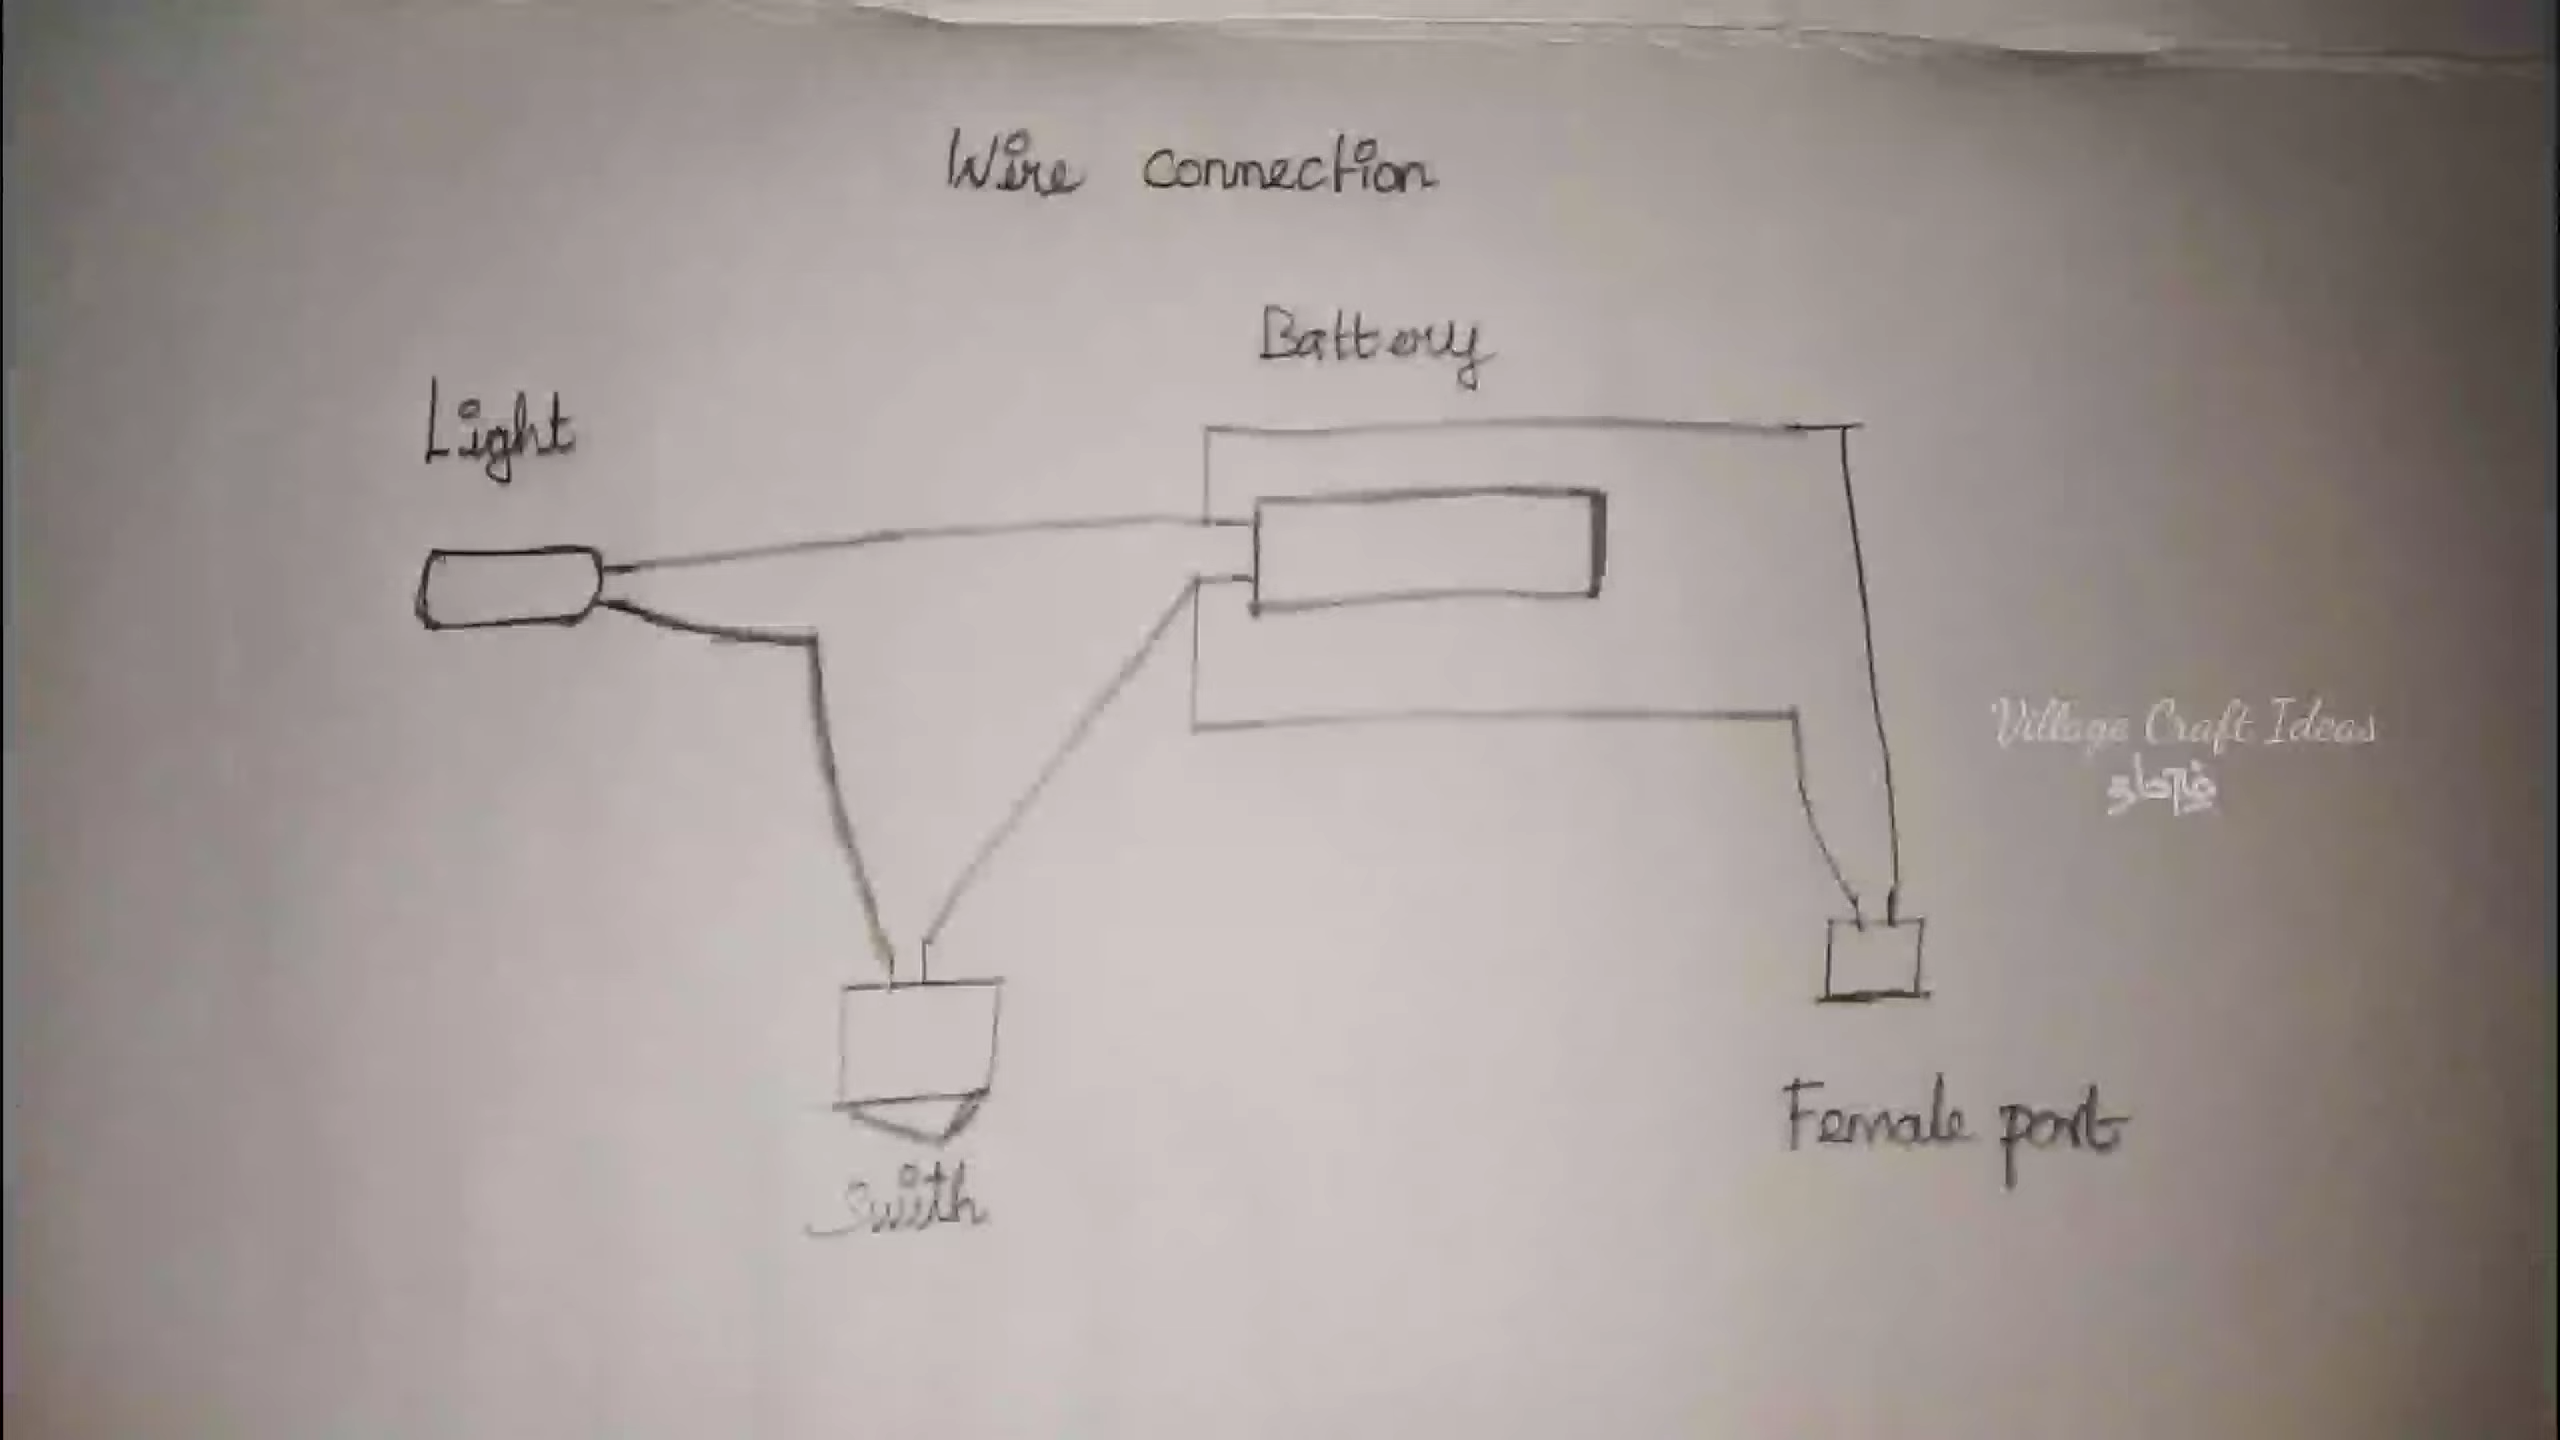 Wire connection
Battery
Light
Village Craft Ideas
Swith
Female port